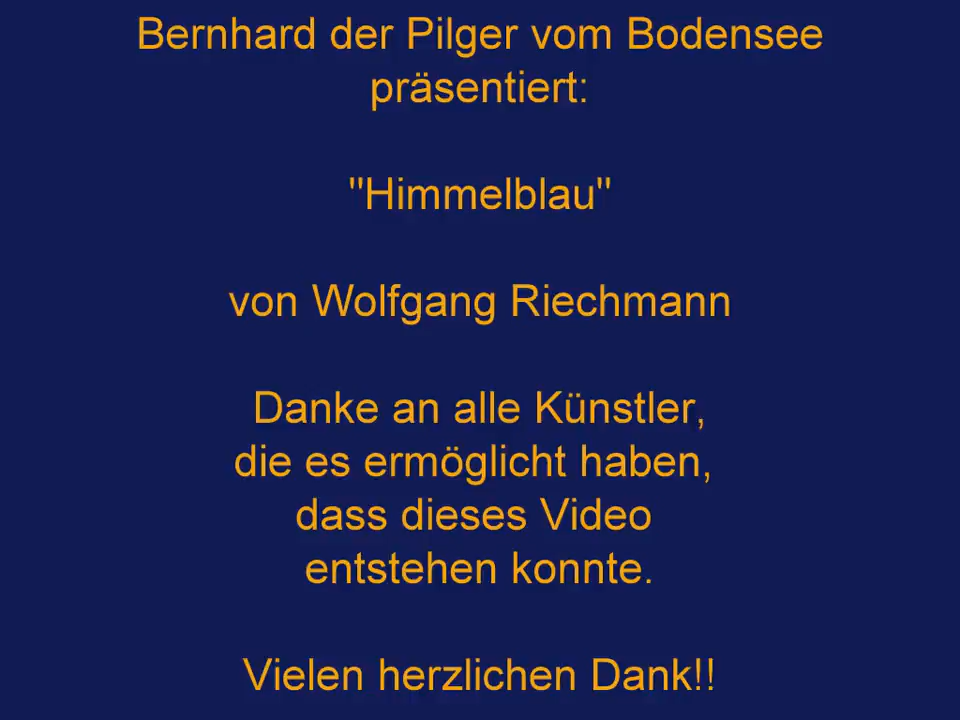 Bernhard der Pilger vom Bodensee
präsentiert:
"Himmelblau"
von Wolfgang Riechmann
Danke an alle Künstler,
die es ermöglicht haben,
dass dieses Video
entstehen konnte.
Vielen herzlichen Dank!!